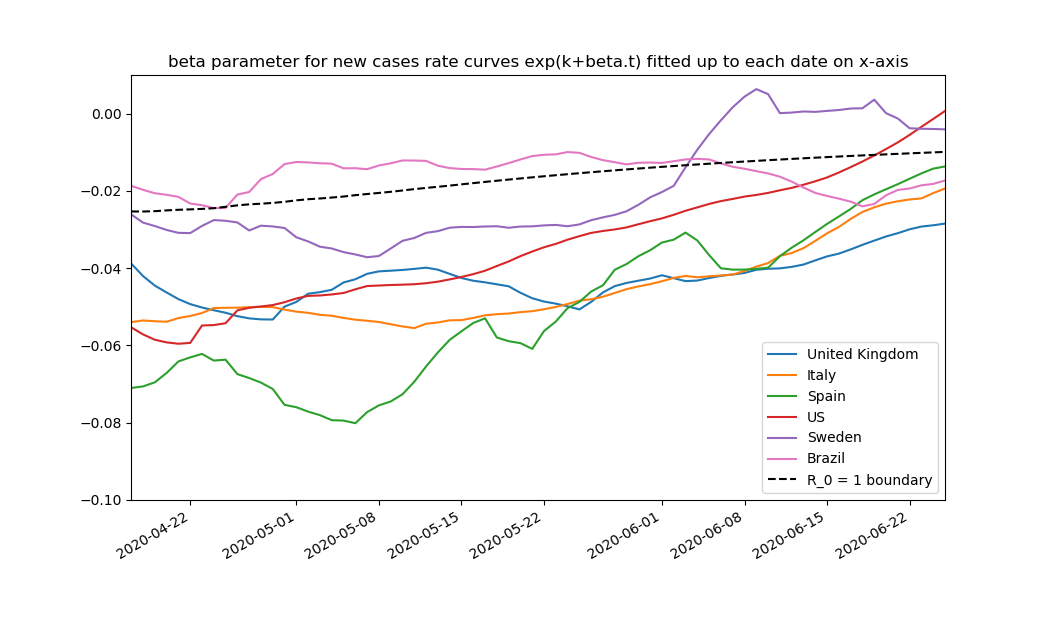 beta parameter for new cases rate curves exp(k+beta.t) fitted up to each date on x-axis
0.00
−0.02
−0.04
−0.06
−0.08
−0.10
2020-04-22
2020-05-01
2020-05-08
2020-05-15
2020-05-22
2020-06-01
2020-06-08
2020-06-15
2020-06-22
United Kingdom
Italy
Spain
US
Sweden
Brazil
R_0 = 1 boundary